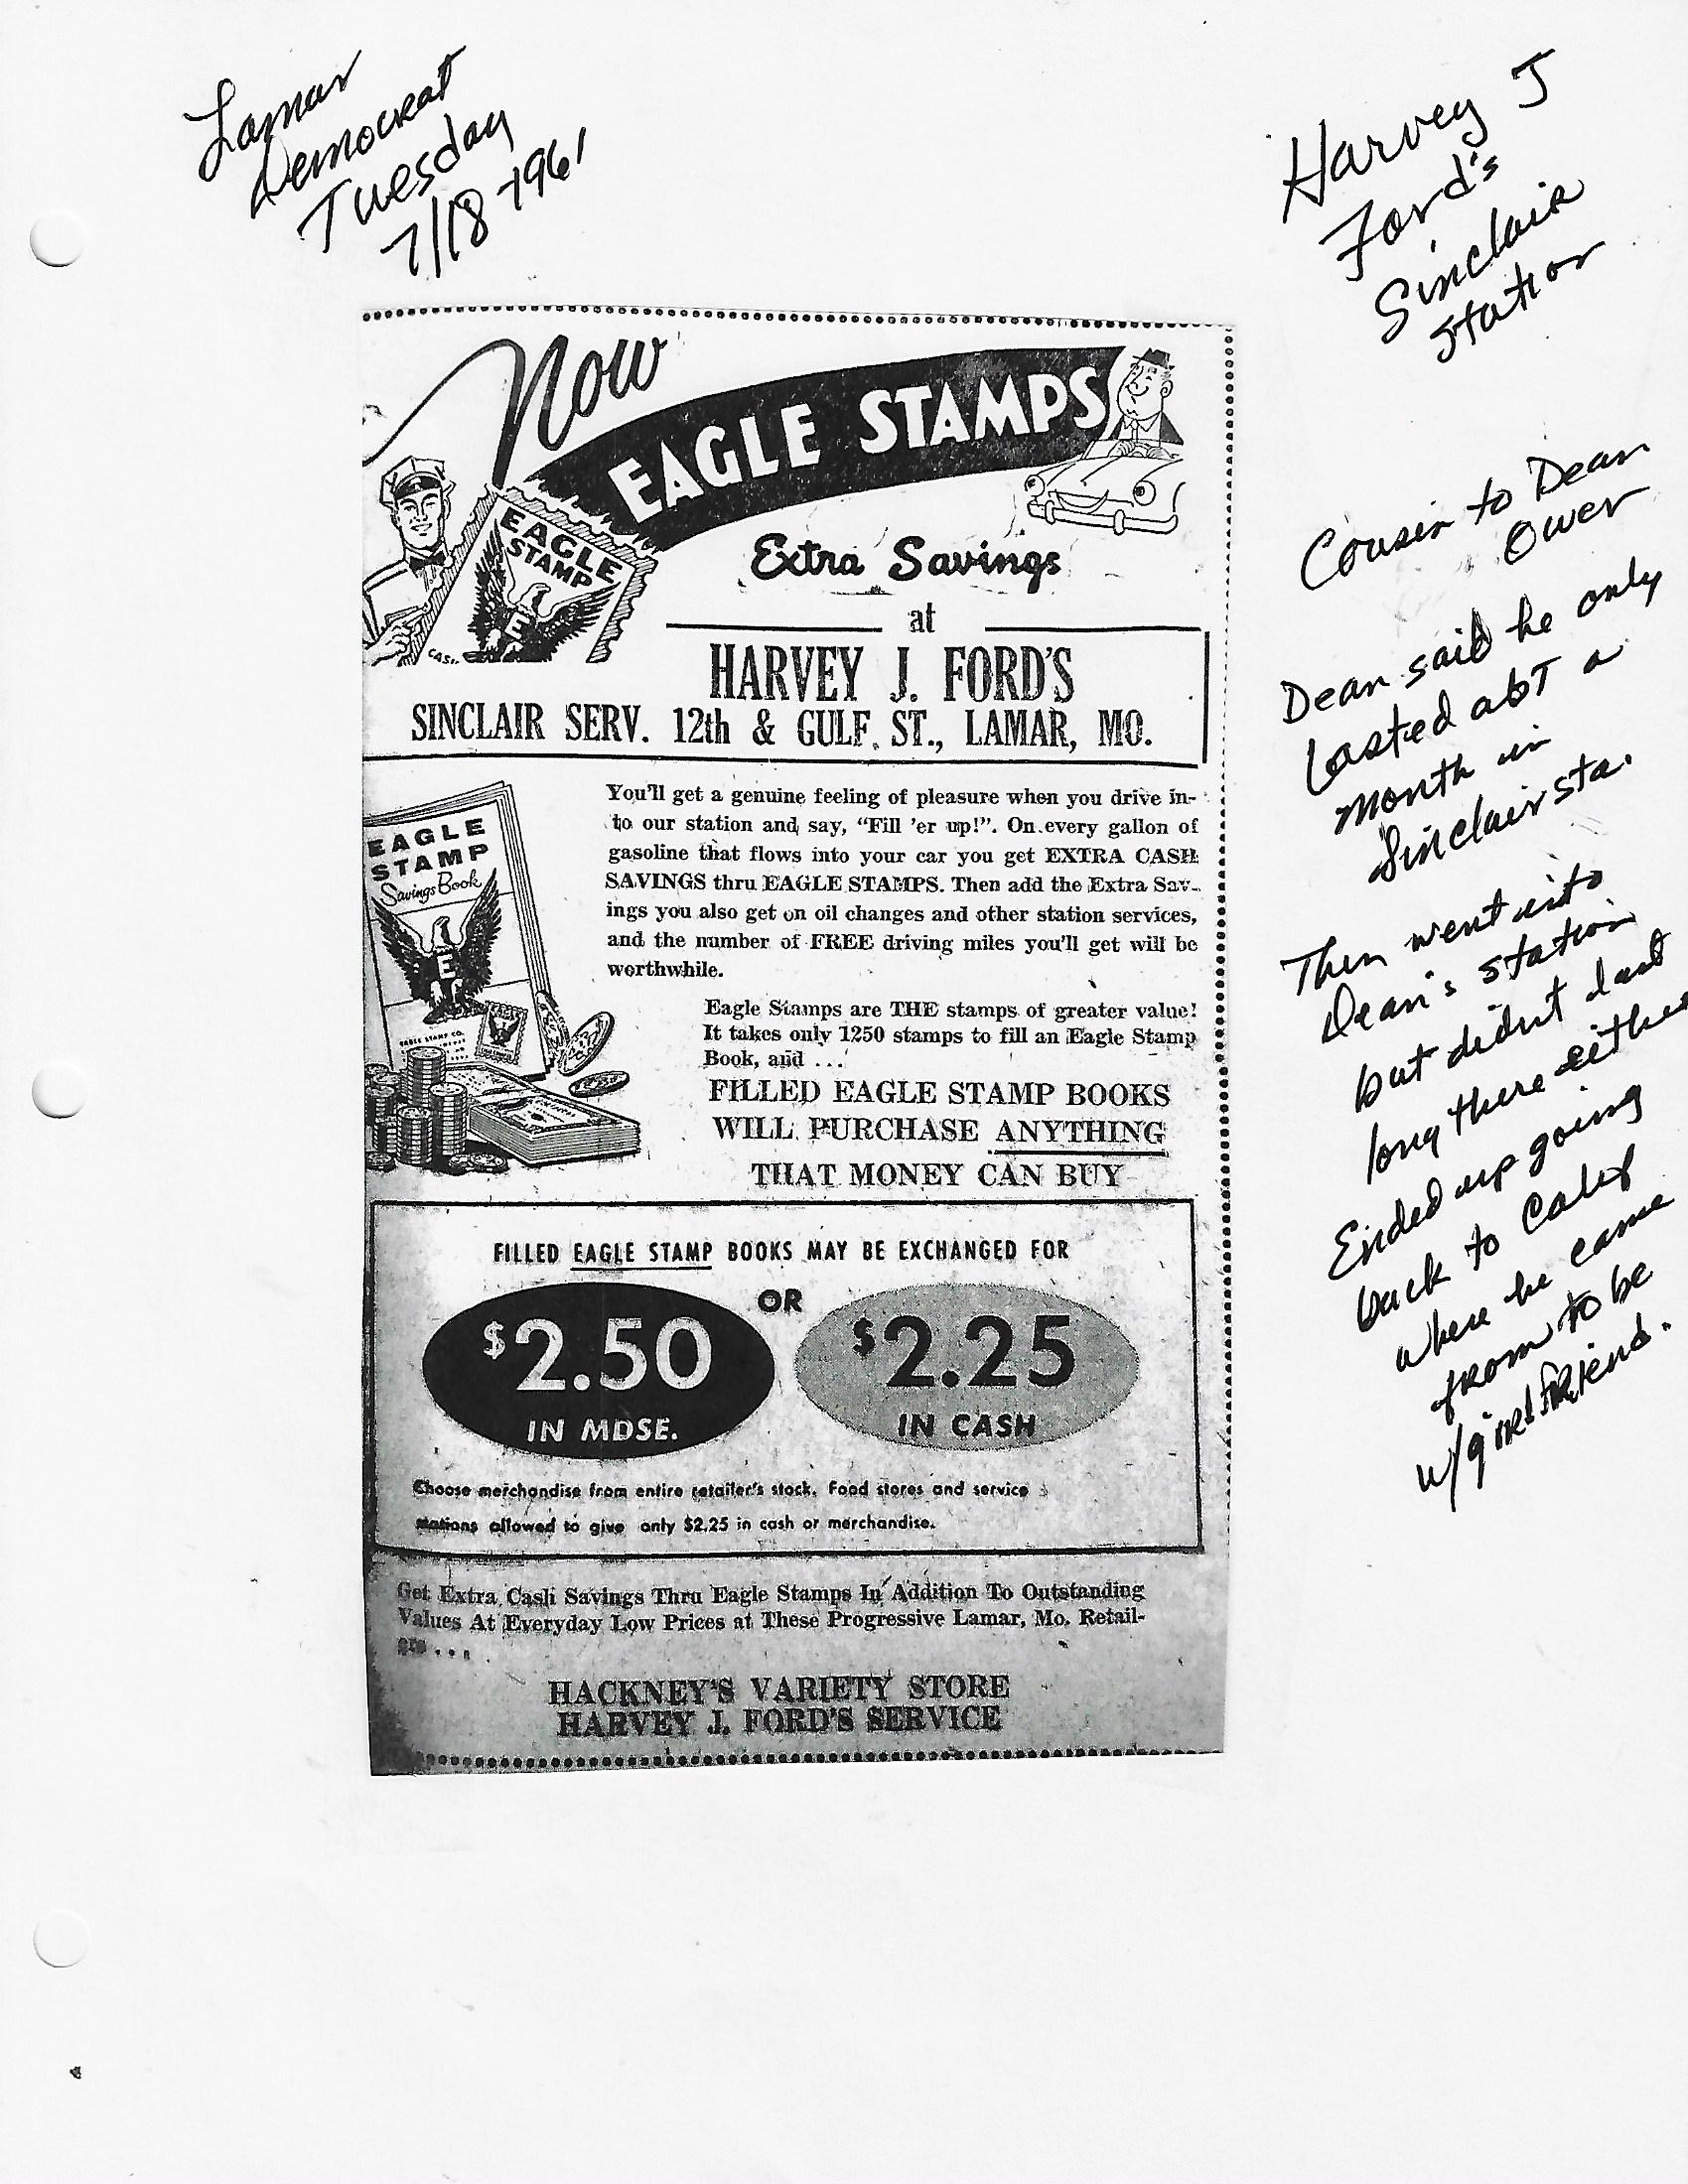 Lamar
Democrat
Tuesday
7/18-1961
Harvey J
Ford's
Sinclair
Station
Now
EAGLE STAMPS
EAGLE
STAMP
E
Extra Savings
at
HARVEY J. FORD'S
SINCLAIR SERV. 12th & GULF ST., LAMAR, MO.
EAGLE
STAMP
Savings Book
E
You'll get a genuine feeling of pleasure when you drive in-
to our station and say, "Fill 'er up!". On every gallon of
gasoline that flows into your car you get EXTRA CASH
SAVINGS thru EAGLE STAMPS. Then add the Extra Sav-
ings you also get on oil changes and other station services,
and the number of FREE driving miles you'll get will be
worthwhile.
Eagle Stamps are THE stamps of greater value!
It takes only 1250 stamps to fill an Eagle Stamp
Book, and ...
FILLED EAGLE STAMP BOOKS
WILL PURCHASE ANYTHING
THAT MONEY CAN BUY
FILLED EAGLE STAMP BOOKS MAY BE EXCHANGED FOR
$2.50
IN MDSE.
OR
$2.25
IN CASH
Choose merchandise from entire retailer's stock. Food stores and service
stations allowed to give only $2.25 in cash or merchandise.
Get Extra Cash Savings Thru Eagle Stamps In Addition To Outstanding
Values At Everyday Low Prices at These Progressive Lamar, Mo. Retail-
ers ...
HACKNEY'S VARIETY STORE
HARVEY J. FORD'S SERVICE
Cousin to Dean
Dean said he only
lasted abt a
month in
Sinclair sta.
Then went into
Dean's station
but didnt last
long there either
Ended up going
back to Calif
where he came
from to be
w/girlfriend.